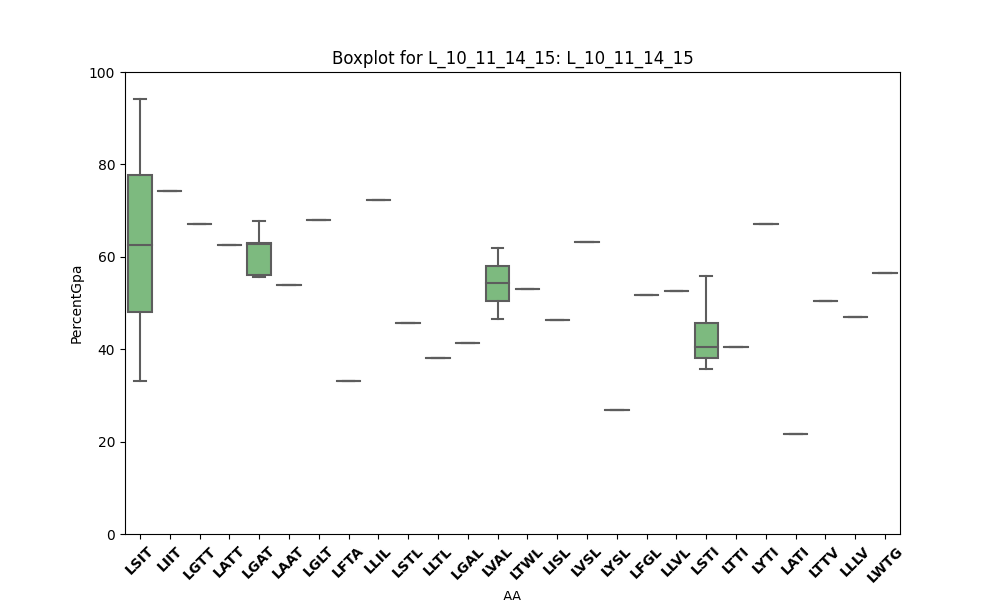 Boxplot for L_10_11_14_15: L_10_11_14_15
100
80
60
40
20
0
PercentGpa
LSIT LIIT LGTT LATT LGAT LAAT LGLT LFTA LLIL LSTL LLTL LGAL LVAL LTWL LISL LVSL LYSL LFGL LLVL LSTI LTTI LYTI LATI LTTV LLLV LWTG
AA